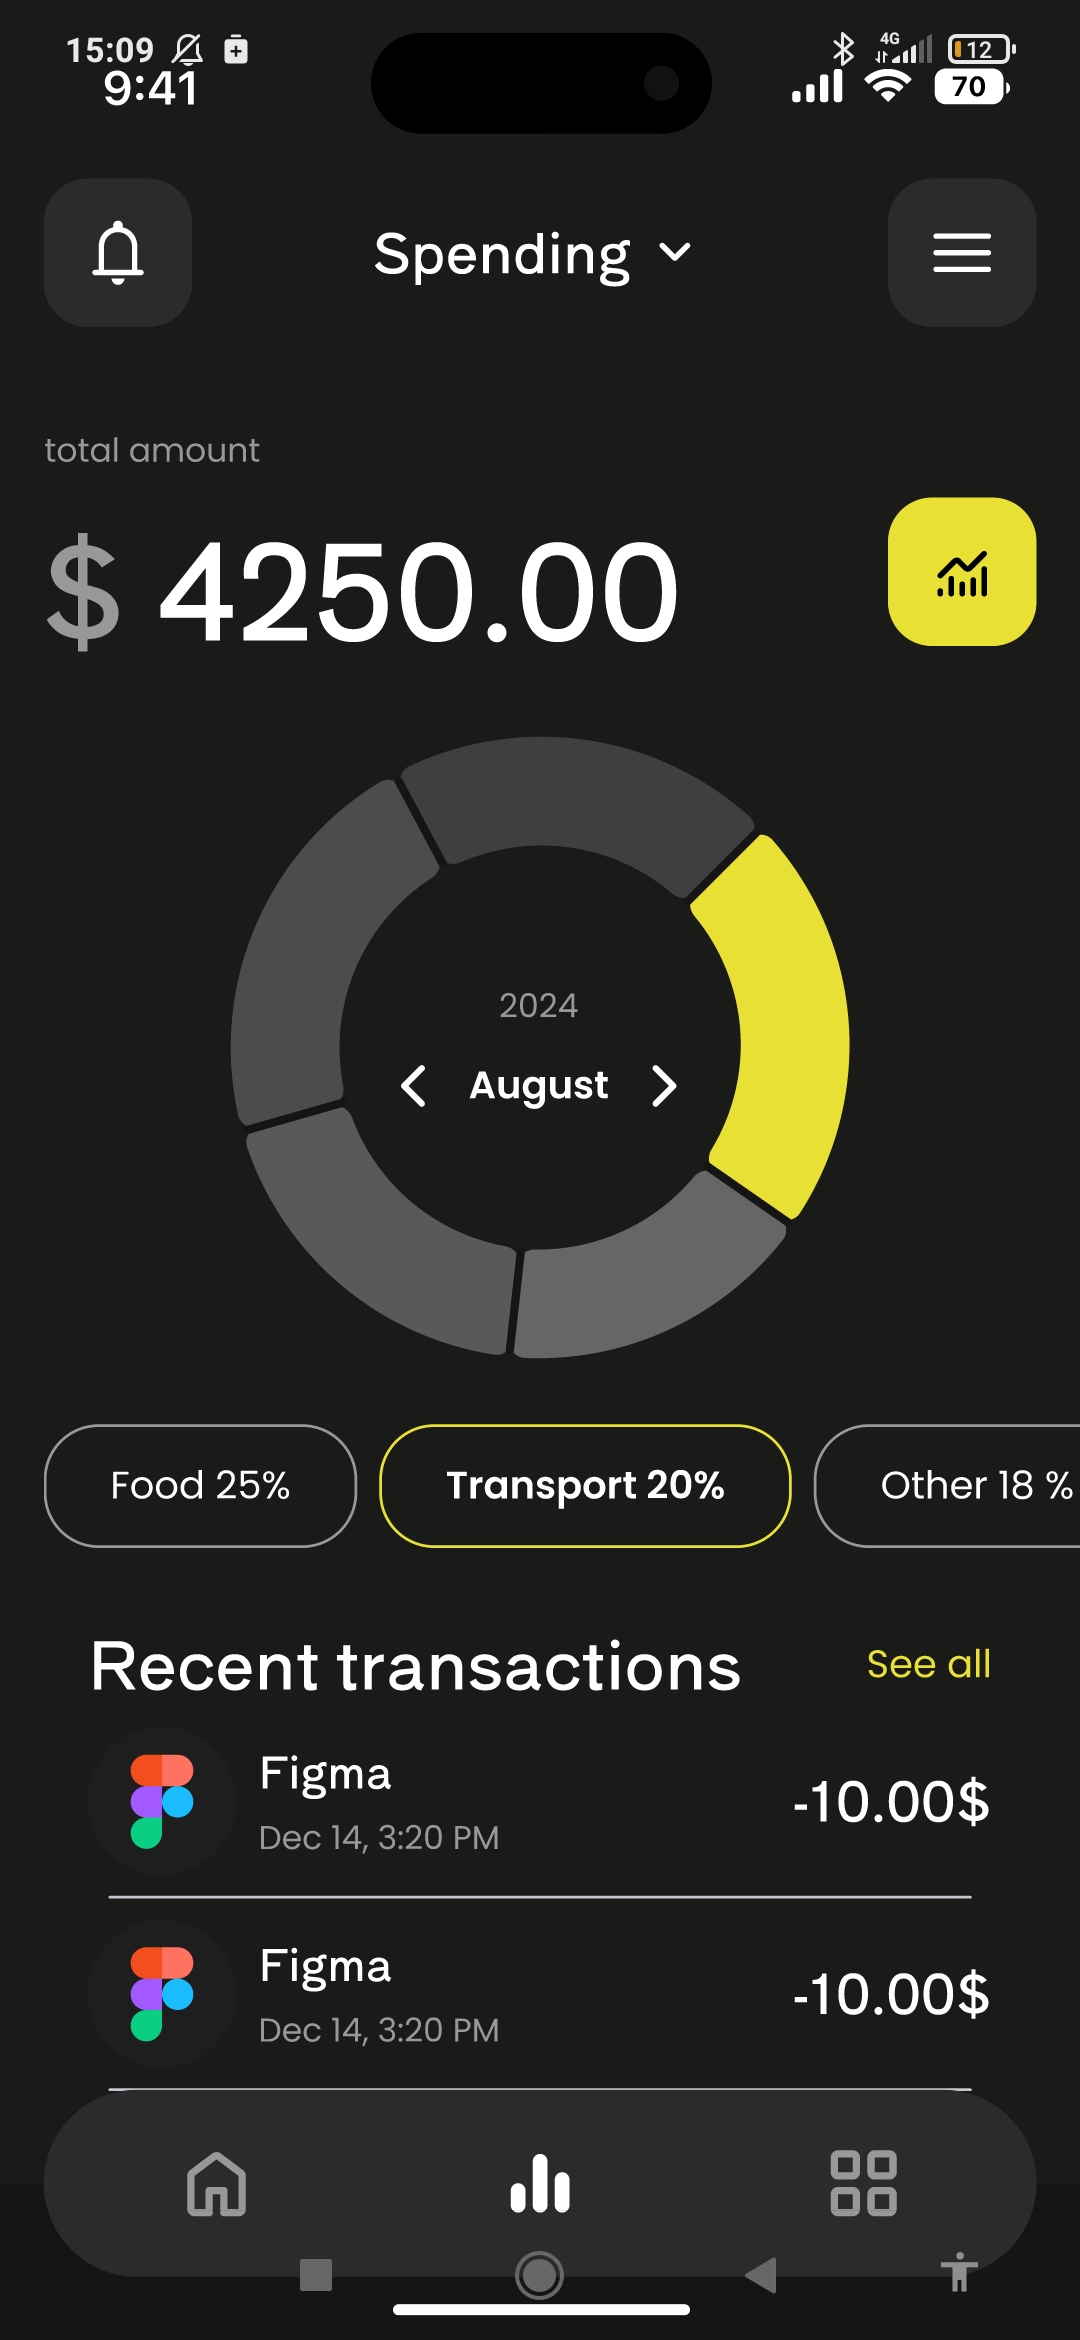 15:09
4G
12
9:41
70
Spending
total amount
$ 4250.00
2024
August
Food 25%
Transport 20%
Other 18 %
Recent transactions
See all
Figma
-10.00$
Dec 14, 3:20 PM
Figma
-10.00$
Dec 14, 3:20 PM